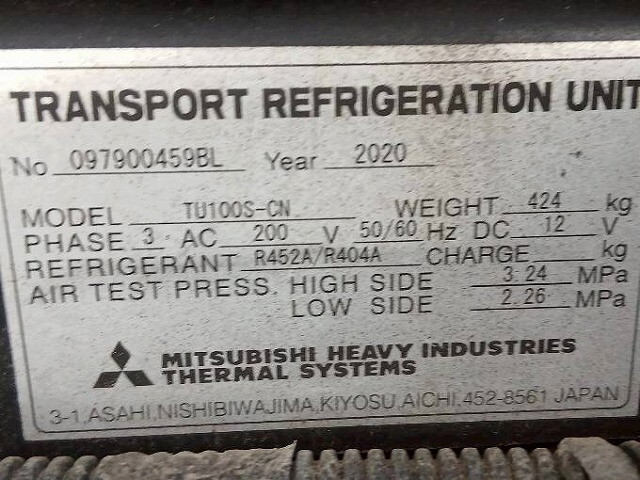 TRANSPORT REFRIGERATION UNIT
No 097900459BL Year 2020
MODEL TU100S-CN WEIGHT 424 kg
PHASE 3 AC 200 V 50/60 Hz DC 12 V
REFRIGERANT R452A/R404A CHARGE kg
AIR TEST PRESS. HIGH SIDE 3.24 MPa
LOW SIDE 2.26 MPa
MITSUBISHI HEAVY INDUSTRIES
THERMAL SYSTEMS
3-1,ASAHI,NISHIBIWAJIMA,KIYOSU,AICHI,452-8561 JAPAN